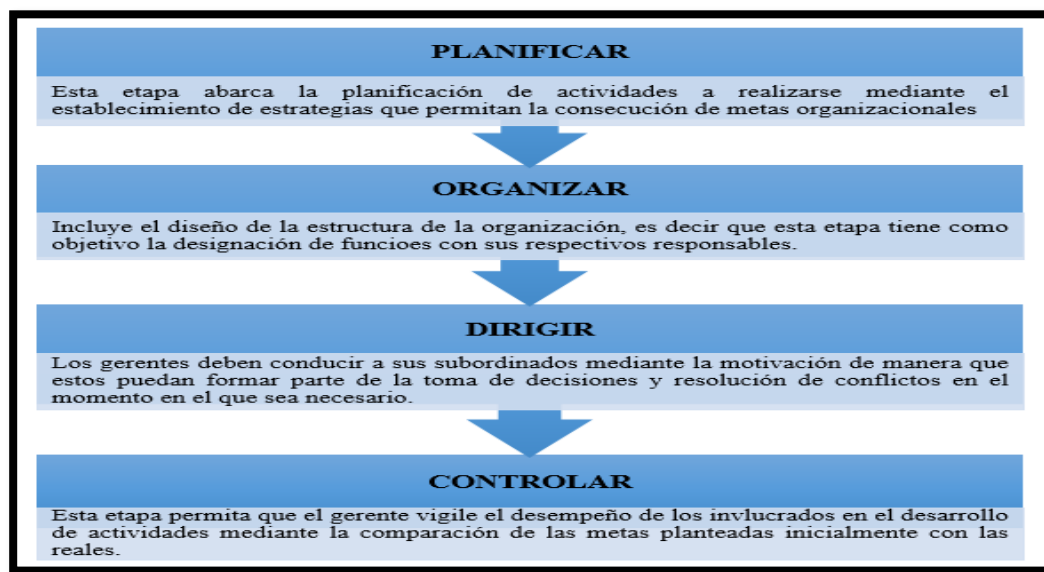 PLANIFICAR
Esta etapa abarca la planificación de actividades a realizarse mediante el
establecimiento de estrategias que permitan la consecución de metas organizacionales
ORGANIZAR
Incluye el diseño de la estructura de la organización, es decir que esta etapa tiene como
objetivo la designación de funcioes con sus respectivos responsables.
DIRIGIR
Los gerentes deben conducir a sus subordinados mediante la motivación de manera que
estos puedan formar parte de la toma de decisiones y resolución de conflictos en el
momento en el que sea necesario.
CONTROLAR
Esta etapa permita que el gerente vigile el desempeño de los invlucrados en el desarrollo
de actividades mediante la comparación de las metas planteadas inicialmente con las
reales.